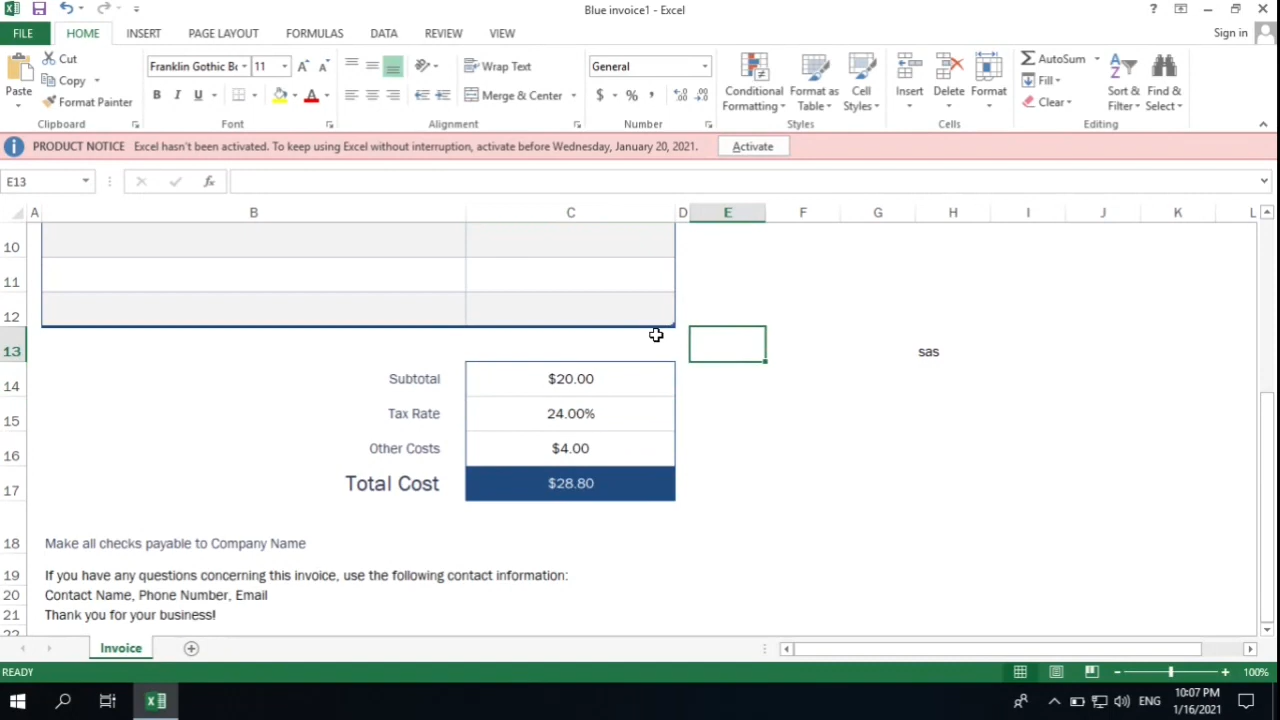 Blue invoice1 - Excel
Sign in
FILE HOME INSERT PAGE LAYOUT FORMULAS DATA REVIEW VIEW
Paste
Cut
Copy
Format Painter
Clipboard
Franklin Gothic B 11
B I U
Font
Wrap Text
Merge & Center
Alignment
General
$ % ,
Number
Conditional Formatting
Format as Table
Cell Styles
Styles
Insert Delete Format
Cells
AutoSum
Fill
Clear
Sort & Filter
Find & Select
Editing
PRODUCT NOTICE Excel hasn't been activated. To keep using Excel without interruption, activate before Wednesday, January 20, 2021. Activate
E13 fx
A B C D E F G H I J K L
10
11
12
13 sas
14 Subtotal $20.00
15 Tax Rate 24.00%
16 Other Costs $4.00
17 Total Cost $28.80
18 Make all checks payable to Company Name
19 If you have any questions concerning this invoice, use the following contact information:
20 Contact Name, Phone Number, Email
21 Thank you for your business!
22
Invoice
READY 100%
ENG 10:07 PM
1/16/2021